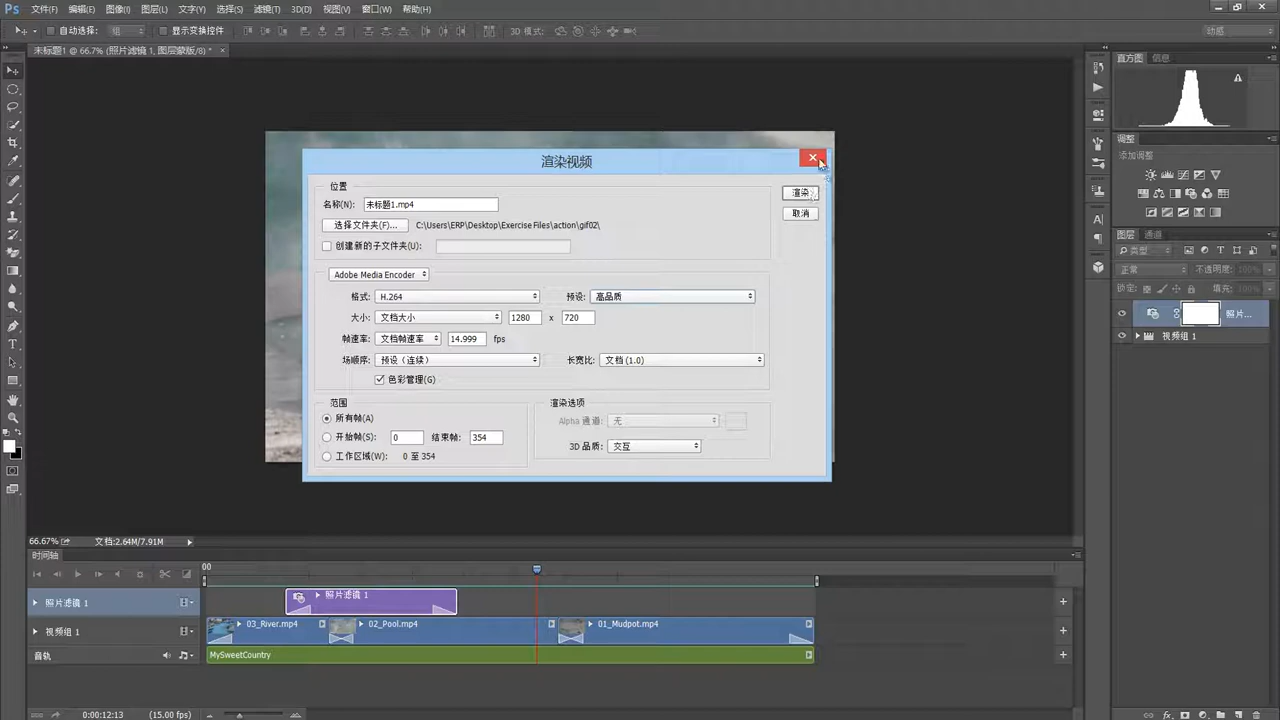 Ps 文件(F) 编辑(E) 图像(I) 图层(L) 文字(Y) 选择(S) 滤镜(T) 3D(D) 视图(V) 窗口(W) 帮助(H)
自动选择: 组 显示变换控件 3D 模式: 动感
未标题1 @ 66.7% (照片滤镜 1, 图层蒙版/8) *
直方图 信息
渲染视频
位置
名称(N): 未标题1.mp4
选择文件夹(F)... C:\Users\ERP\Desktop\Exercise Files\action\gif02\
创建新的子文件夹(U):
渲染
取消
Adobe Media Encoder
格式: H.264 预设: 高品质
大小: 文档大小 1280 x 720
帧速率: 文档帧速率 14.999 fps
场顺序: 预设（连续） 长宽比: 文档 (1.0)
色彩管理(G)
范围
所有帧(A)
开始帧(S): 0 结束帧: 354
工作区域(W): 0 至 354
渲染选项
Alpha 通道: 无
3D 品质: 交互
调整
添加调整
图层 通道
类型
正常 不透明度: 100%
锁定: 填充: 100%
照片...
视频组 1
66.67% 文档:2.64M/7.91M
时间轴
00
照片滤镜 1 照片滤镜 1
视频组 1 03_River.mp4 02_Pool.mp4 01_Mudpot.mp4
音轨 MySweetCountry
0:00:12:13 (15.00 fps)